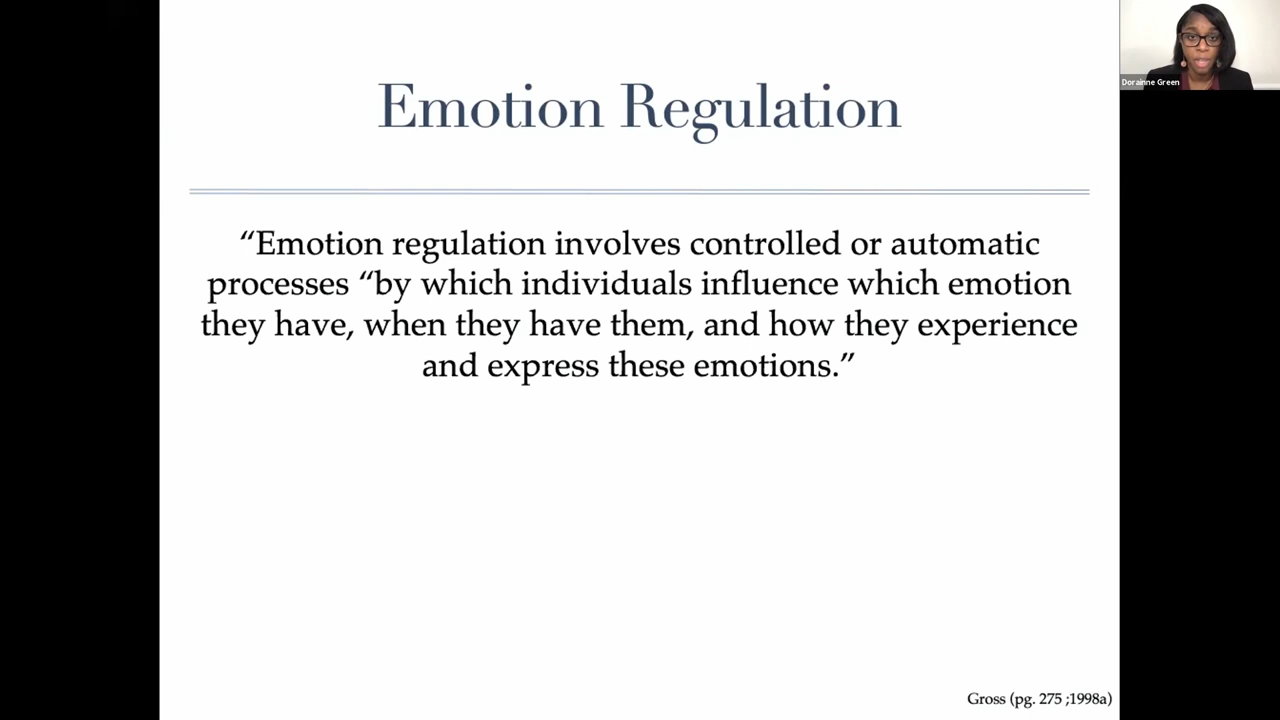 Emotion Regulation
“Emotion regulation involves controlled or automatic
processes “by which individuals influence which emotion
they have, when they have them, and how they experience
and express these emotions.”
Gross (pg. 275 ;1998a)
Dorainne Green